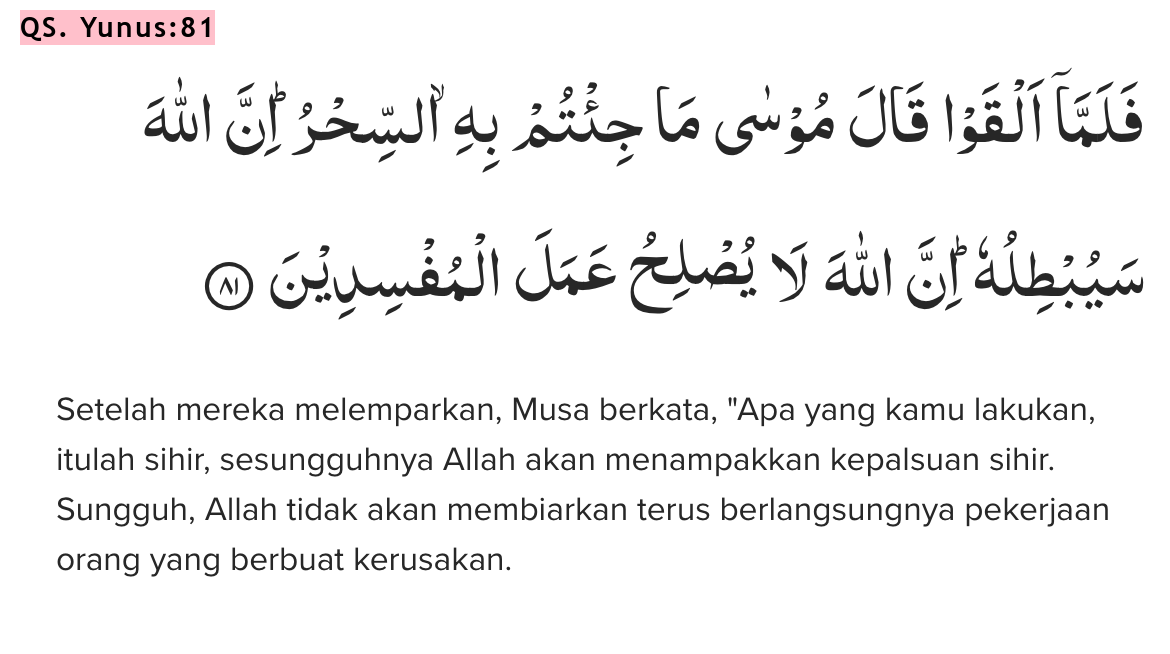 QS. Yunus:81
فَلَمَّآ اَلْقَوْا قَالَ مُوْسٰى مَا جِئْتُمْ بِهِ ۙالسِّحْرُ ۗاِنَّ اللّٰهَ
سَيُبْطِلُهٗ ۗاِنَّ اللّٰهَ لَا يُصْلِحُ عَمَلَ الْمُفْسِدِيْنَ ٨١
Setelah mereka melemparkan, Musa berkata, "Apa yang kamu lakukan,
itulah sihir, sesungguhnya Allah akan menampakkan kepalsuan sihir.
Sungguh, Allah tidak akan membiarkan terus berlangsungnya pekerjaan
orang yang berbuat kerusakan.